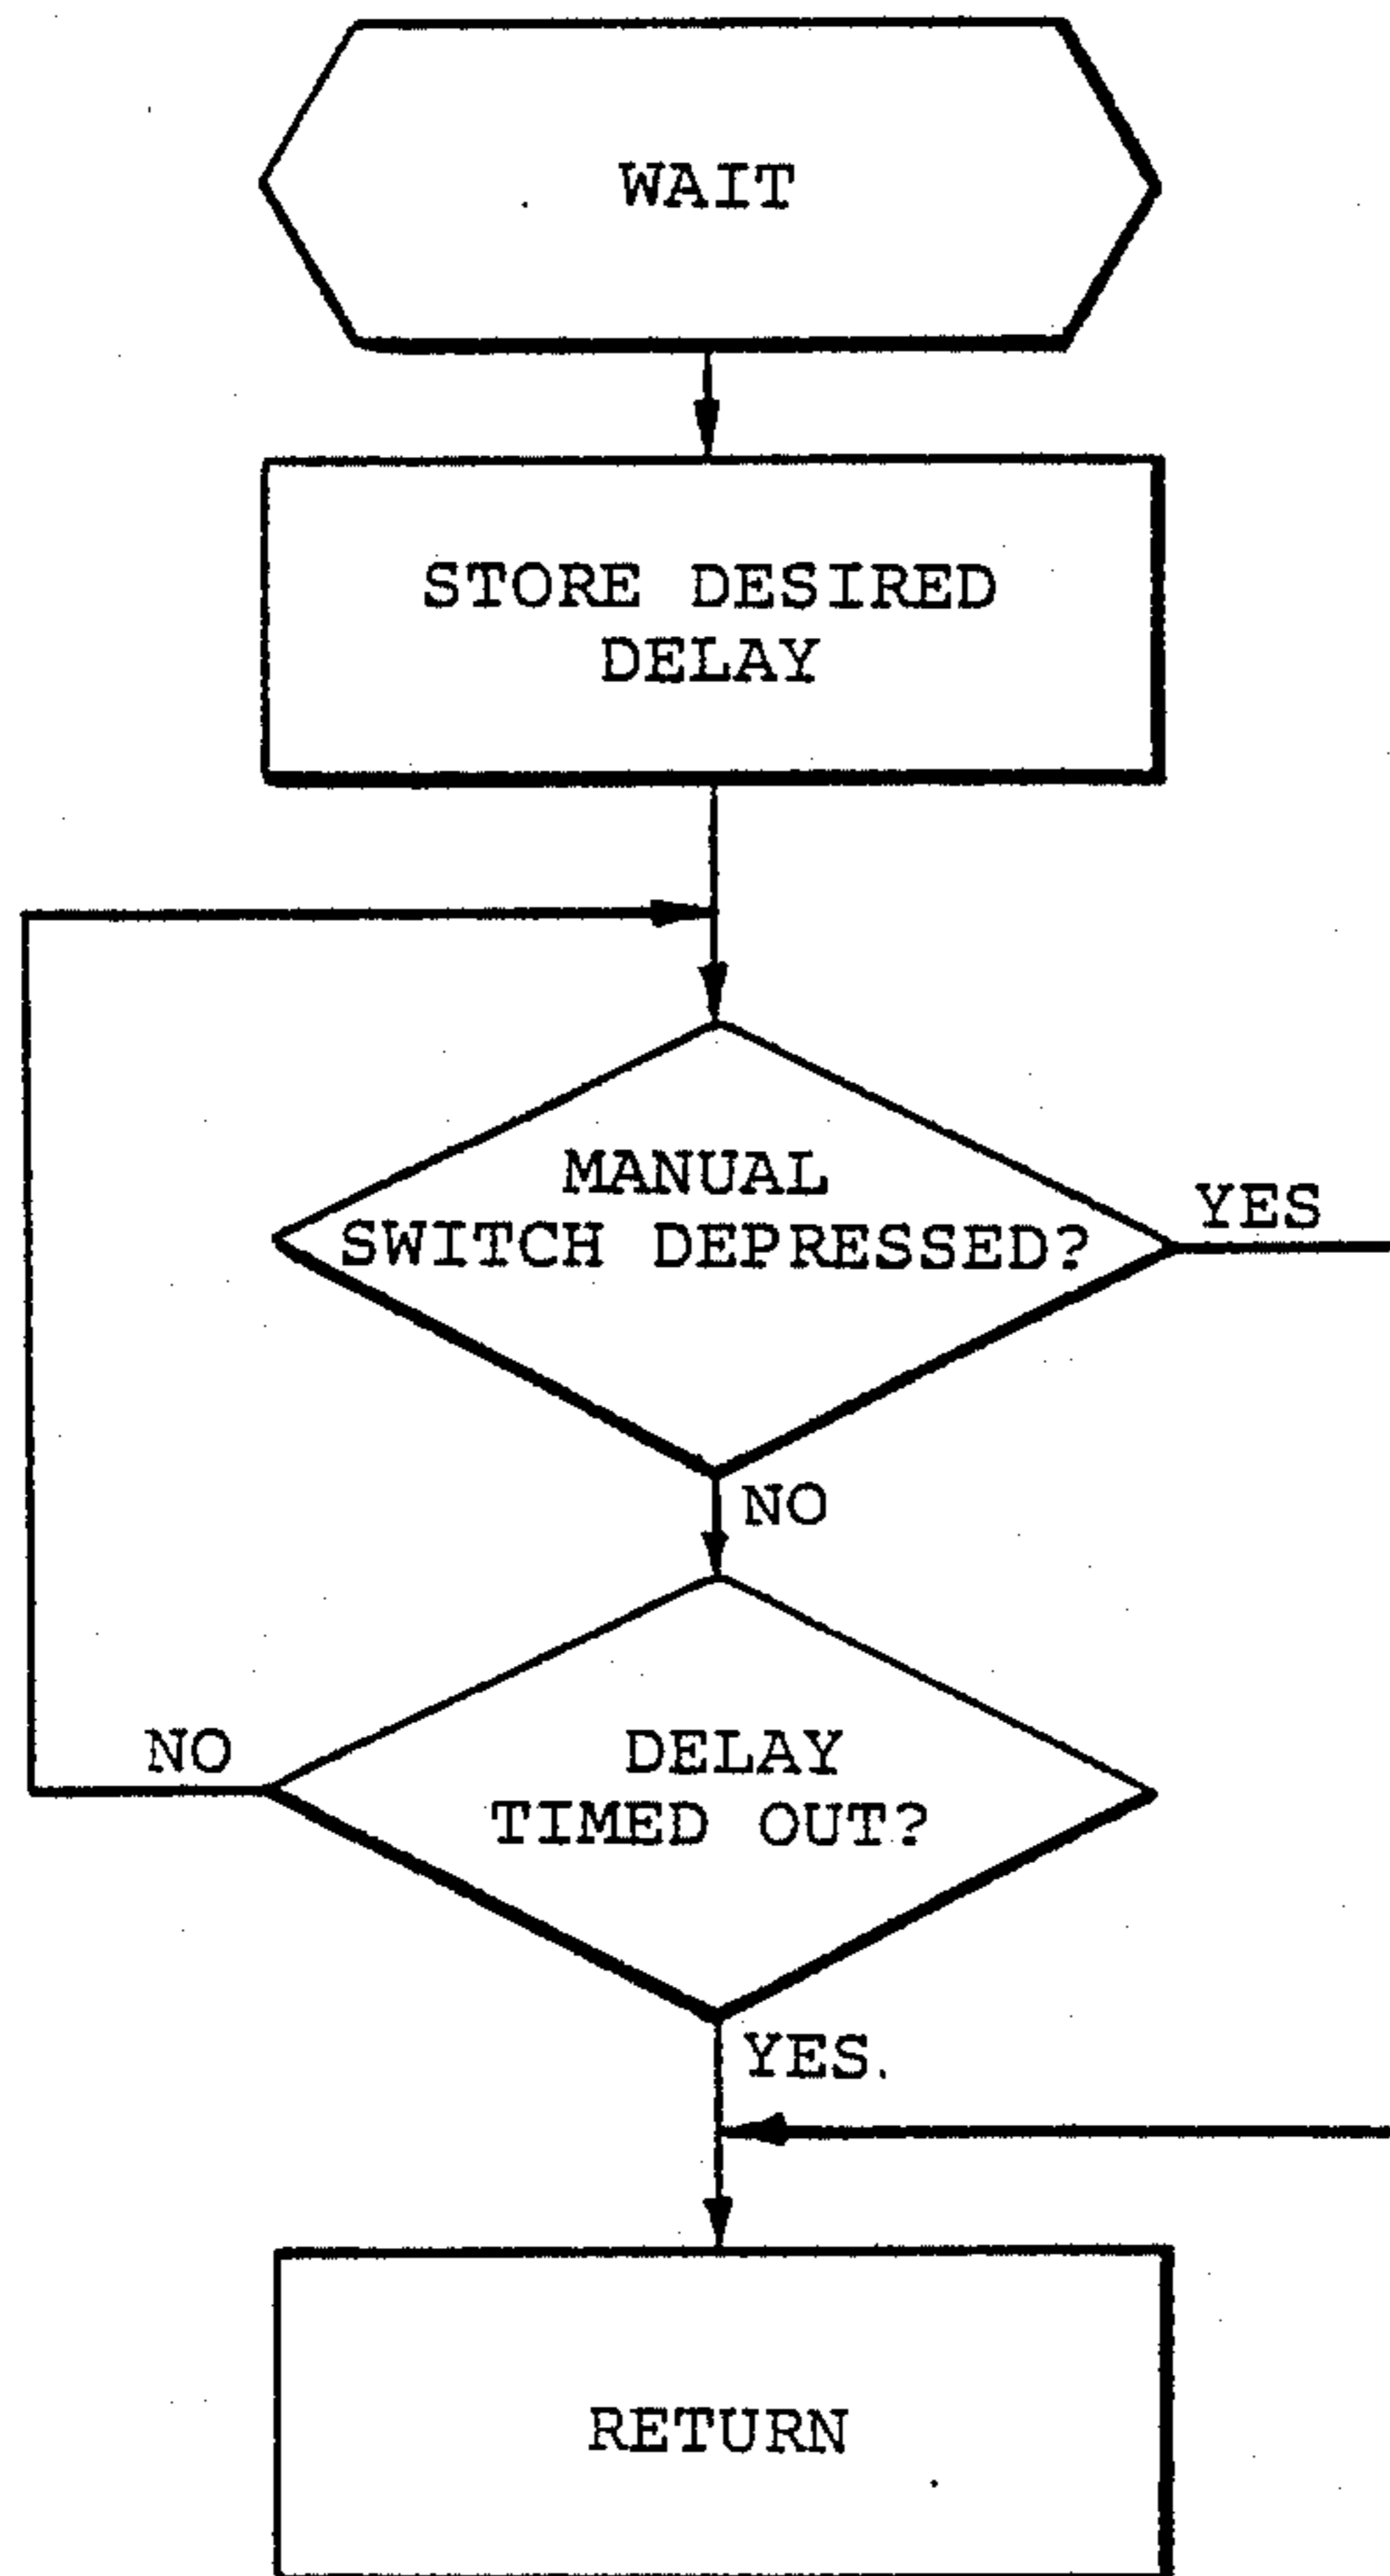 WAIT
STORE DESIRED
DELAY
MANUAL
SWITCH DEPRESSED?
YES
NO
DELAY
TIMED OUT?
NO
YES.
RETURN